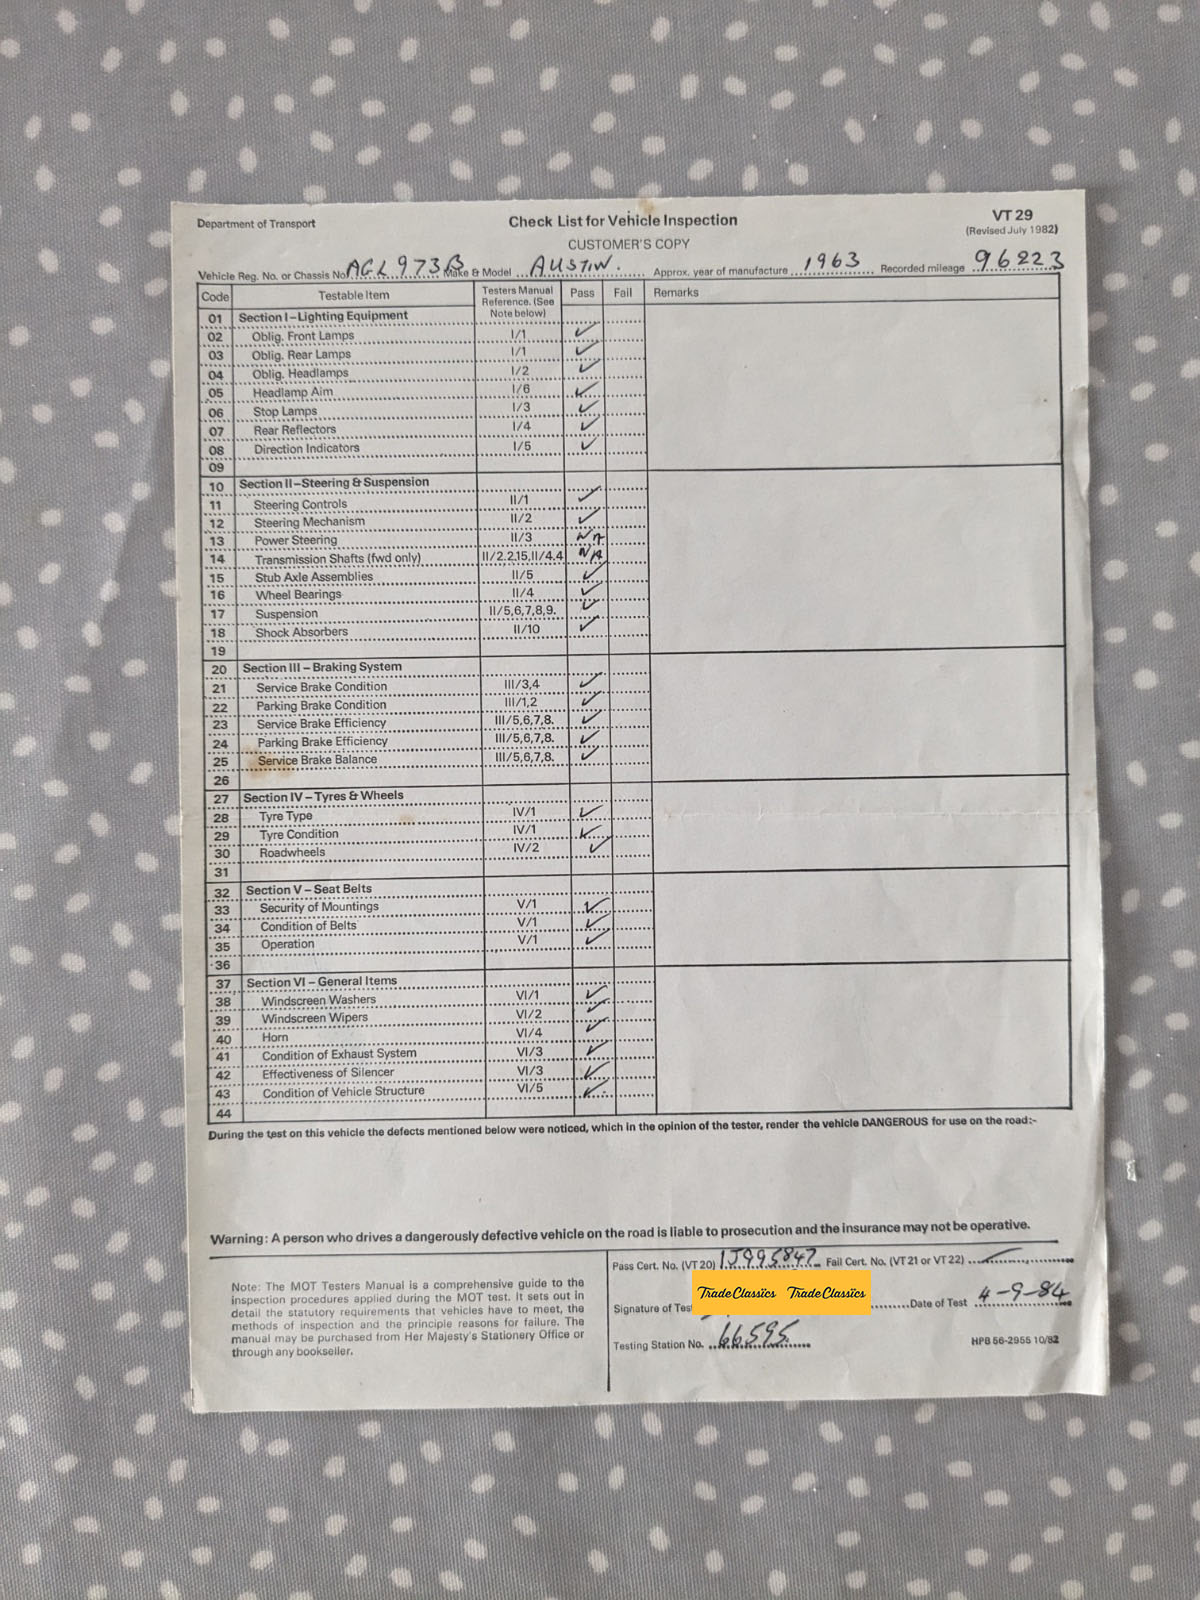 Department of Transport
Check List for Vehicle Inspection
VT 29
(Revised July 1982)
CUSTOMER'S COPY
Vehicle Reg. No. or Chassis No. AGL 973B Make & Model AUSTIN. Approx. year of manufacture 1963 Recorded mileage 96223
Code Testable Item Testers Manual Reference. (See Note below) Pass Fail Remarks
01 Section I–Lighting Equipment
02 Oblig. Front Lamps I/1 ✓
03 Oblig. Rear Lamps I/1 ✓
04 Oblig. Headlamps I/2 ✓
05 Headlamp Aim I/6 ✓
06 Stop Lamps I/3 ✓
07 Rear Reflectors I/4 ✓
08 Direction Indicators I/5 ✓
09
10 Section II–Steering & Suspension
11 Steering Controls II/1 ✓
12 Steering Mechanism II/2 ✓
13 Power Steering II/3 N/A
14 Transmission Shafts (fwd only) II/2.2.15,II/4,4 N/A
15 Stub Axle Assemblies II/5 ✓
16 Wheel Bearings II/4 ✓
17 Suspension II/5,6,7,8,9. ✓
18 Shock Absorbers II/10 ✓
19
20 Section III – Braking System
21 Service Brake Condition III/3,4 ✓
22 Parking Brake Condition III/1,2 ✓
23 Service Brake Efficiency III/5,6,7,8. ✓
24 Parking Brake Efficiency III/5,6,7,8. ✓
25 Service Brake Balance III/5,6,7,8. ✓
26
27 Section IV – Tyres & Wheels
28 Tyre Type IV/1 ✓
29 Tyre Condition IV/1 ✓
30 Roadwheels IV/2 ✓
31
32 Section V – Seat Belts
33 Security of Mountings V/1 ✓
34 Condition of Belts V/1 ✓
35 Operation V/1 ✓
36
37 Section VI – General Items
38 Windscreen Washers VI/1 ✓
39 Windscreen Wipers VI/2 ✓
40 Horn VI/4 ✓
41 Condition of Exhaust System VI/3 ✓
42 Effectiveness of Silencer VI/3 ✓
43 Condition of Vehicle Structure VI/5 ✓
44
During the test on this vehicle the defects mentioned below were noticed, which in the opinion of the tester, render the vehicle DANGEROUS for use on the road:-
Warning: A person who drives a dangerously defective vehicle on the road is liable to prosecution and the insurance may not be operative.
Note: The MOT Testers Manual is a comprehensive guide to the
inspection procedures applied during the MOT test. It sets out in
detail the statutory requirements that vehicles have to meet, the
methods of inspection and the principle reasons for failure. The
manual may be purchased from Her Majesty's Stationery Office or
through any bookseller.
Pass Cert. No. (VT 20) 1J995847 Fail Cert. No. (VT 21 or VT 22)
TradeClassics TradeClassics
Signature of Tes Date of Test 4-9-84
Testing Station No. 66595
HPB 56-2955 10/82